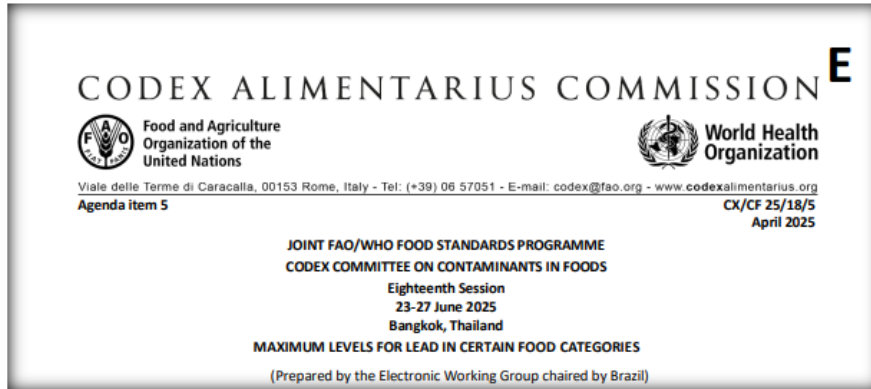 E
CODEX ALIMENTARIUS COMMISSION
FAO
FIAT PANIS
Food and Agriculture
Organization of the
United Nations
World Health
Organization
Viale delle Terme di Caracalla, 00153 Rome, Italy - Tel: (+39) 06 57051 - E-mail: codex@fao.org - www.codexalimentarius.org
Agenda item 5
CX/CF 25/18/5
April 2025
JOINT FAO/WHO FOOD STANDARDS PROGRAMME
CODEX COMMITTEE ON CONTAMINANTS IN FOODS
Eighteenth Session
23-27 June 2025
Bangkok, Thailand
MAXIMUM LEVELS FOR LEAD IN CERTAIN FOOD CATEGORIES
(Prepared by the Electronic Working Group chaired by Brazil)